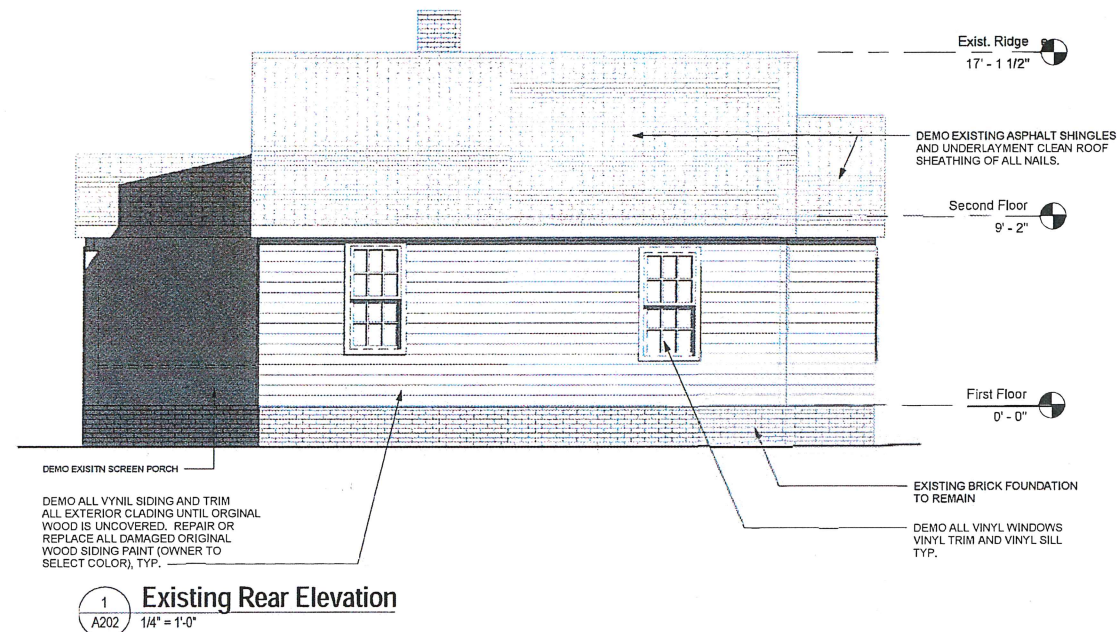 Exist. Ridge
17' - 1 1/2"
DEMO EXISTING ASPHALT SHINGLES
AND UNDERLAYMENT CLEAN ROOF
SHEATHING OF ALL NAILS.
Second Floor
9' - 2"
First Floor
0' - 0"
DEMO EXISITN SCREEN PORCH
DEMO ALL VYNIL SIDING AND TRIM
ALL EXTERIOR CLADING UNTIL ORGINAL
WOOD IS UNCOVERED. REPAIR OR
REPLACE ALL DAMAGED ORIGINAL
WOOD SIDING PAINT (OWNER TO
SELECT COLOR), TYP.
EXISTING BRICK FOUNDATION
TO REMAIN
DEMO ALL VINYL WINDOWS
VINYL TRIM AND VINYL SILL
TYP.
1
A202
Existing Rear Elevation
1/4" = 1'-0"